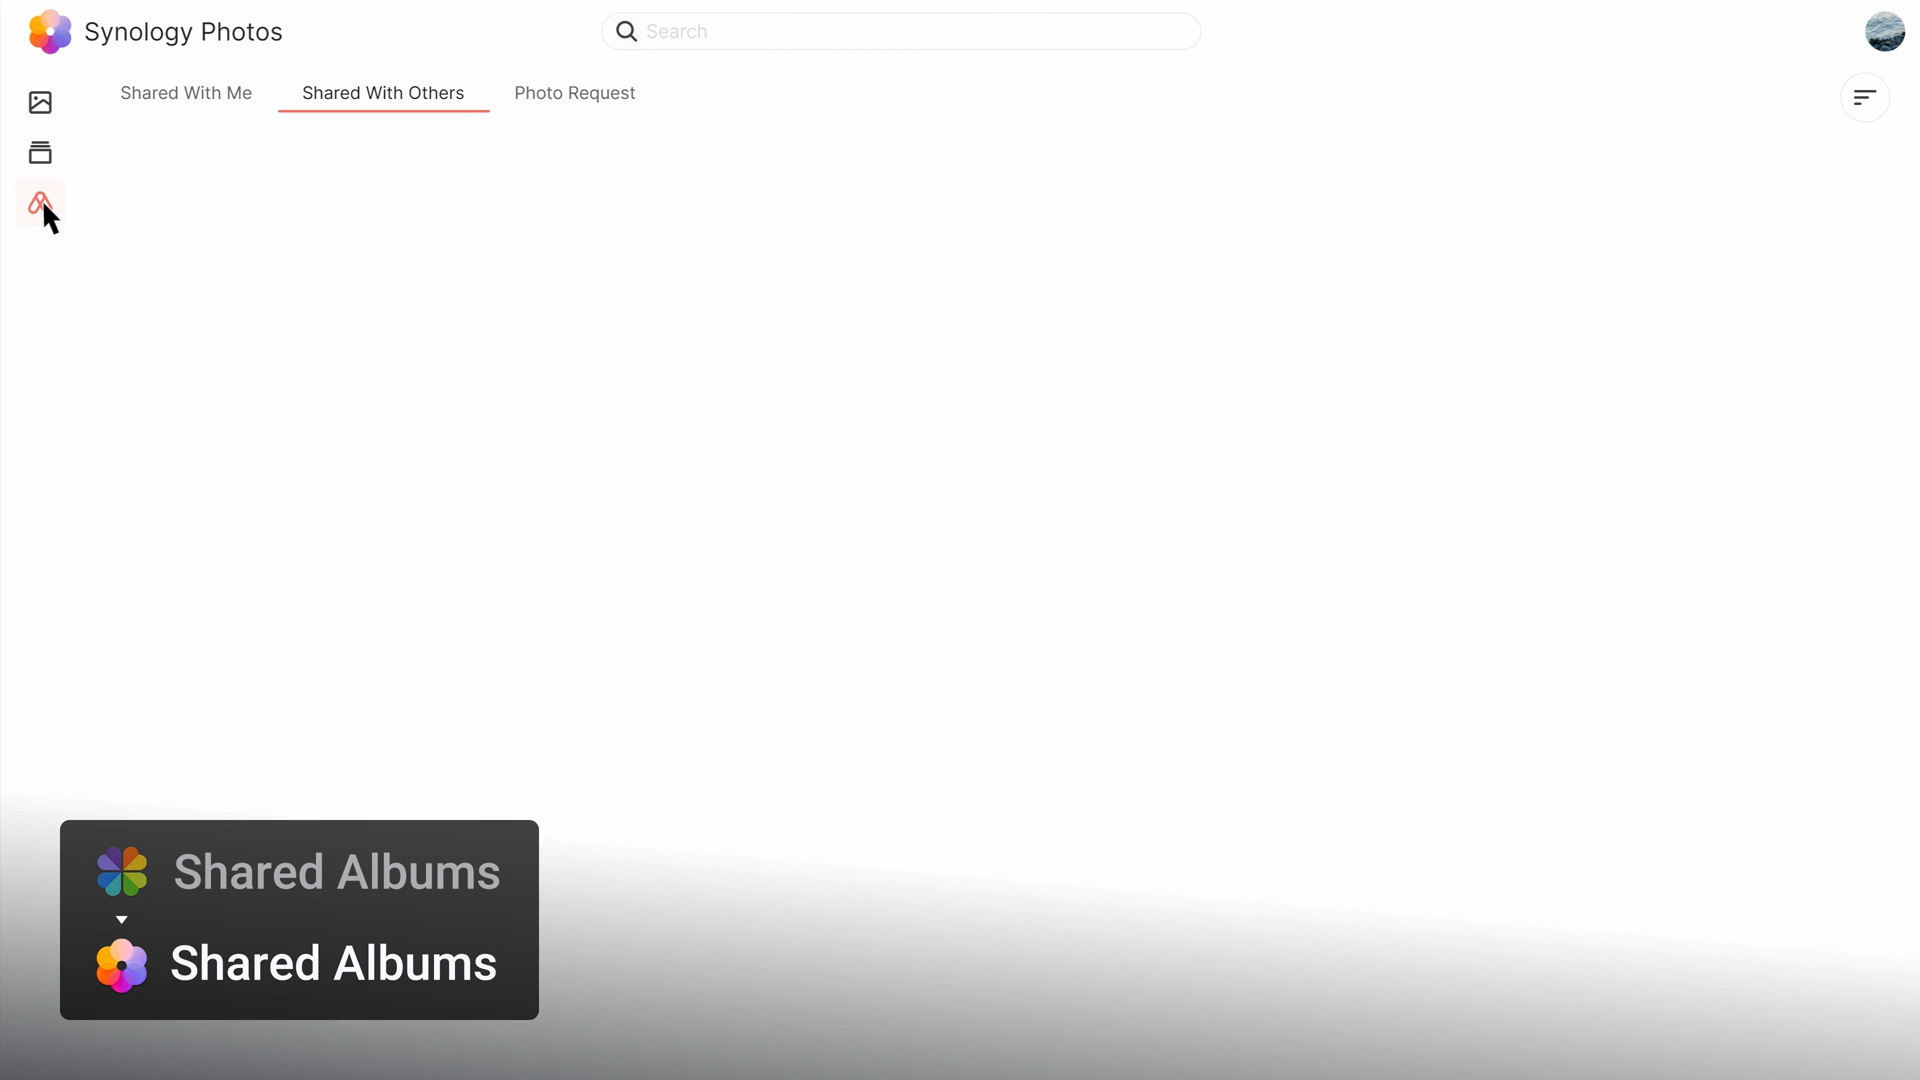 Synology Photos
Search
Shared With Me
Shared With Others
Photo Request
Shared Albums
Shared Albums